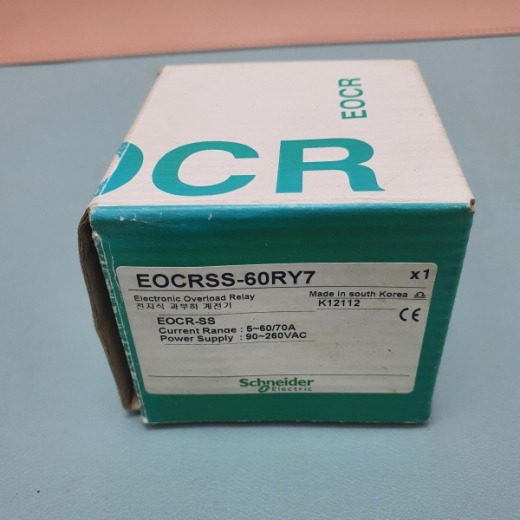 EOCR
OCR
EOCRSS-60RY7
x1
Electronic Overload Relay
전자식 과부하 계전기
Made in south Korea
K12112
EOCR-SS
Current Range : 5~60/70A
Power Supply : 90~260VAC
CE
Schneider
Electric